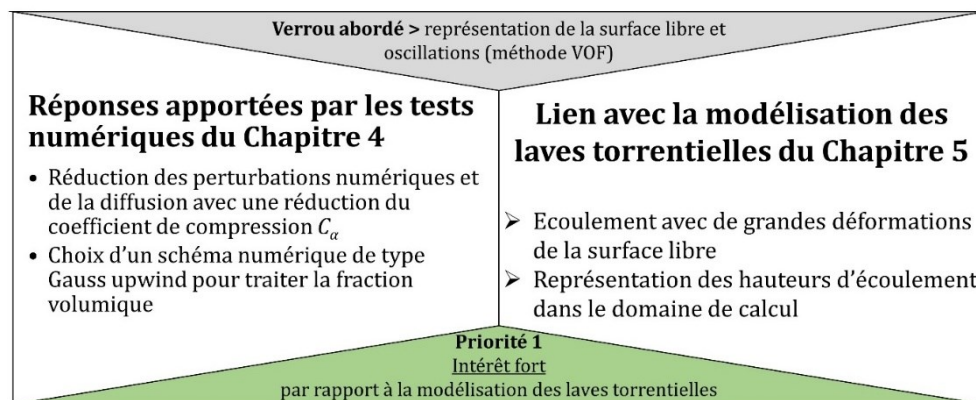 Verrou abordé > représentation de la surface libre et
oscillations (méthode VOF)
Réponses apportées par les tests
numériques du Chapitre 4
• Réduction des perturbations numériques et
de la diffusion avec une réduction du
coefficient de compression Cα
• Choix d'un schéma numérique de type
Gauss upwind pour traiter la fraction
volumique
Lien avec la modélisation des
laves torrentielles du Chapitre 5
➢ Ecoulement avec de grandes déformations
de la surface libre
➢ Représentation des hauteurs d'écoulement
dans le domaine de calcul
Priorité 1
Intérêt fort
par rapport à la modélisation des laves torrentielles